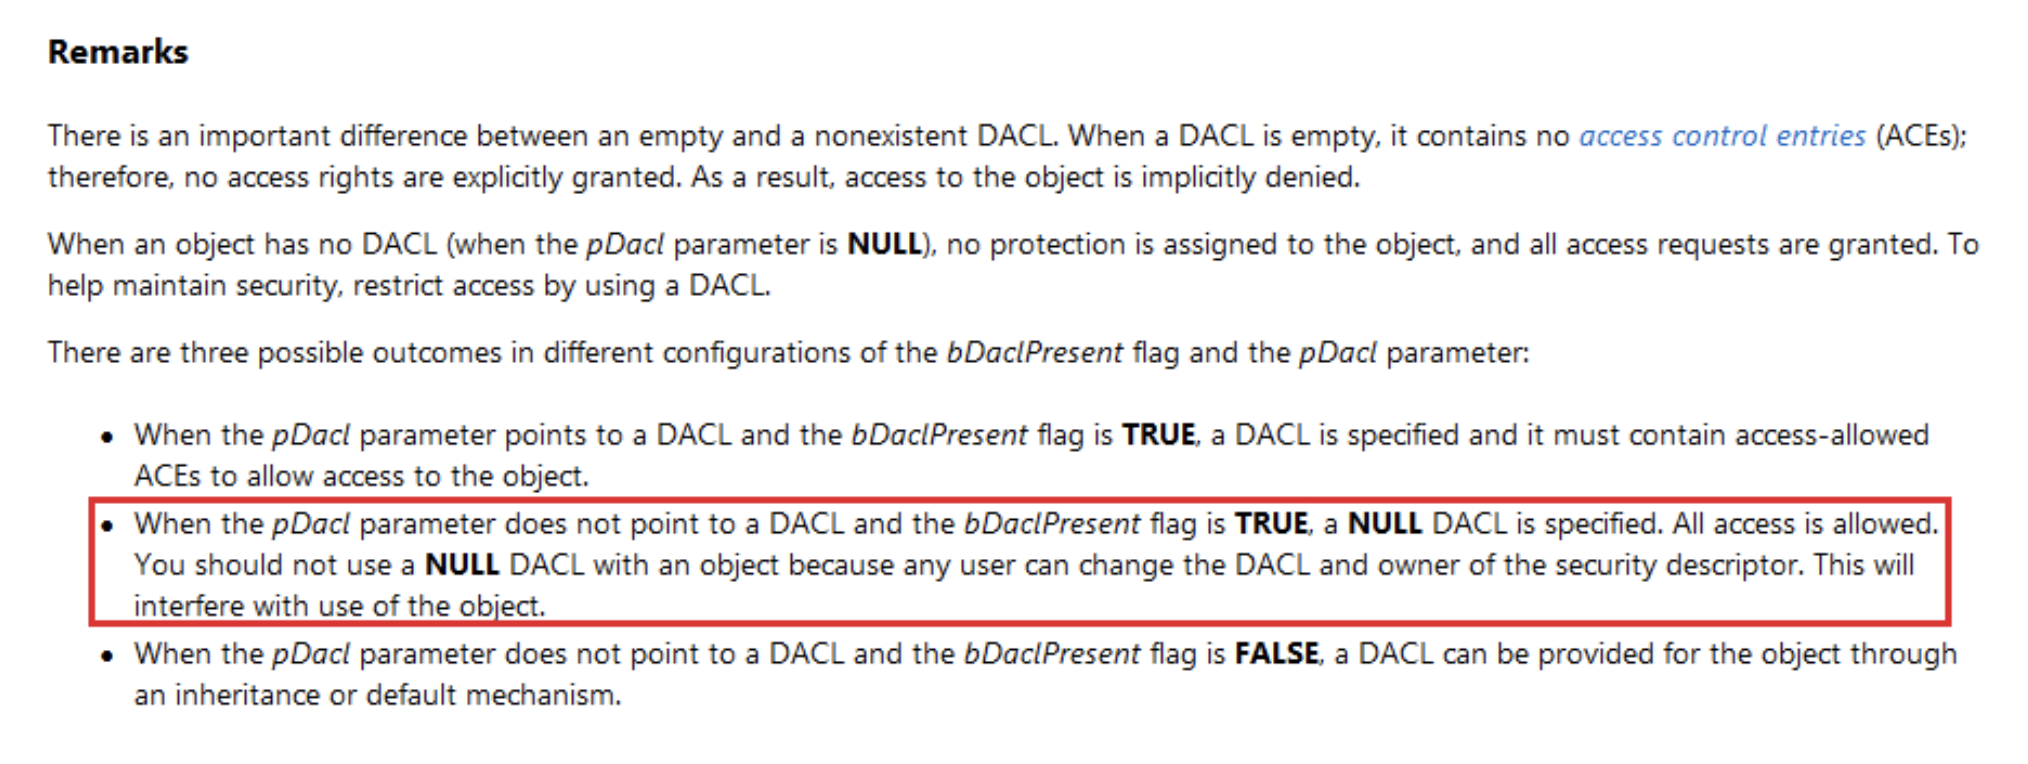 Remarks
There is an important difference between an empty and a nonexistent DACL. When a DACL is empty, it contains no access control entries (ACEs);
therefore, no access rights are explicitly granted. As a result, access to the object is implicitly denied.
When an object has no DACL (when the pDacl parameter is NULL), no protection is assigned to the object, and all access requests are granted. To
help maintain security, restrict access by using a DACL.
There are three possible outcomes in different configurations of the bDaclPresent flag and the pDacl parameter:
• When the pDacl parameter points to a DACL and the bDaclPresent flag is TRUE, a DACL is specified and it must contain access-allowed
ACEs to allow access to the object.
• When the pDacl parameter does not point to a DACL and the bDaclPresent flag is TRUE, a NULL DACL is specified. All access is allowed.
You should not use a NULL DACL with an object because any user can change the DACL and owner of the security descriptor. This will
interfere with use of the object.
• When the pDacl parameter does not point to a DACL and the bDaclPresent flag is FALSE, a DACL can be provided for the object through
an inheritance or default mechanism.